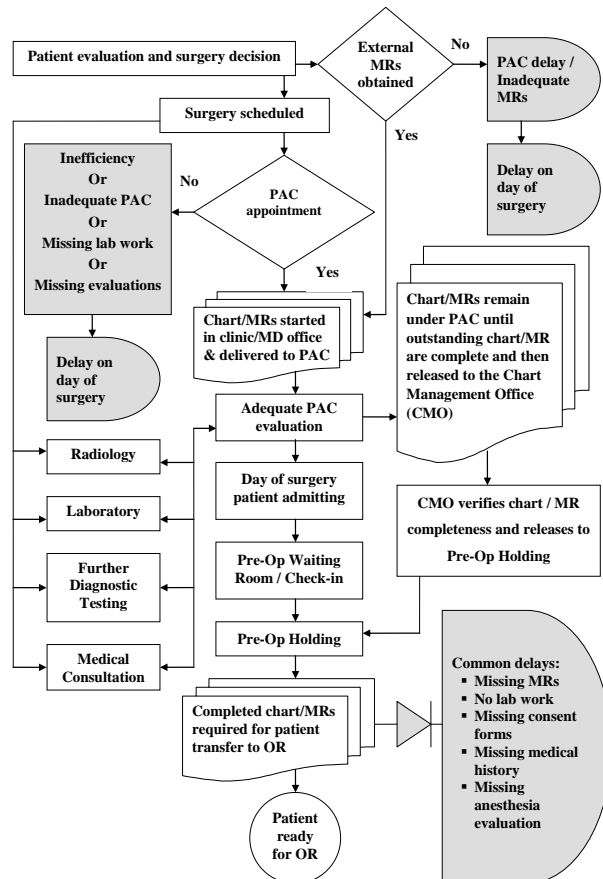 Patient evaluation and surgery decision
External
MRs
obtained
No
PAC delay /
Inadequate
MRs
Yes
Delay on
day of
surgery
Surgery scheduled
Inefficiency
Or
Inadequate PAC
Or
Missing lab work
Or
Missing evaluations
No
PAC
appointment
Yes
Delay on
day of
surgery
Chart/MRs started
in clinic/MD office
& delivered to PAC
Chart/MRs remain
under PAC until
outstanding chart/MR
are complete and then
released to the Chart
Management Office
(CMO)
Adequate PAC
evaluation
Radiology
Laboratory
Further
Diagnostic
Testing
Medical
Consultation
Day of surgery
patient admitting
CMO verifies chart / MR
completeness and releases to
Pre-Op Holding
Pre-Op Waiting
Room / Check-in
Pre-Op Holding
Completed chart/MRs
required for patient
transfer to OR
Common delays:
▪ Missing MRs
▪ No lab work
▪ Missing consent
forms
▪ Missing medical
history
▪ Missing
anesthesia
evaluation
Patient
ready
for OR